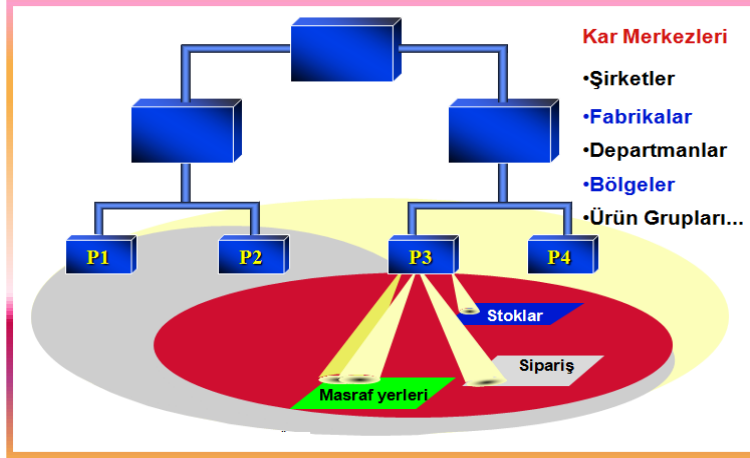 Kar Merkezleri
•Şirketler
•Fabrikalar
•Departmanlar
•Bölgeler
•Ürün Grupları...
P1
P2
P3
P4
Stoklar
Sipariş
Masraf yerleri